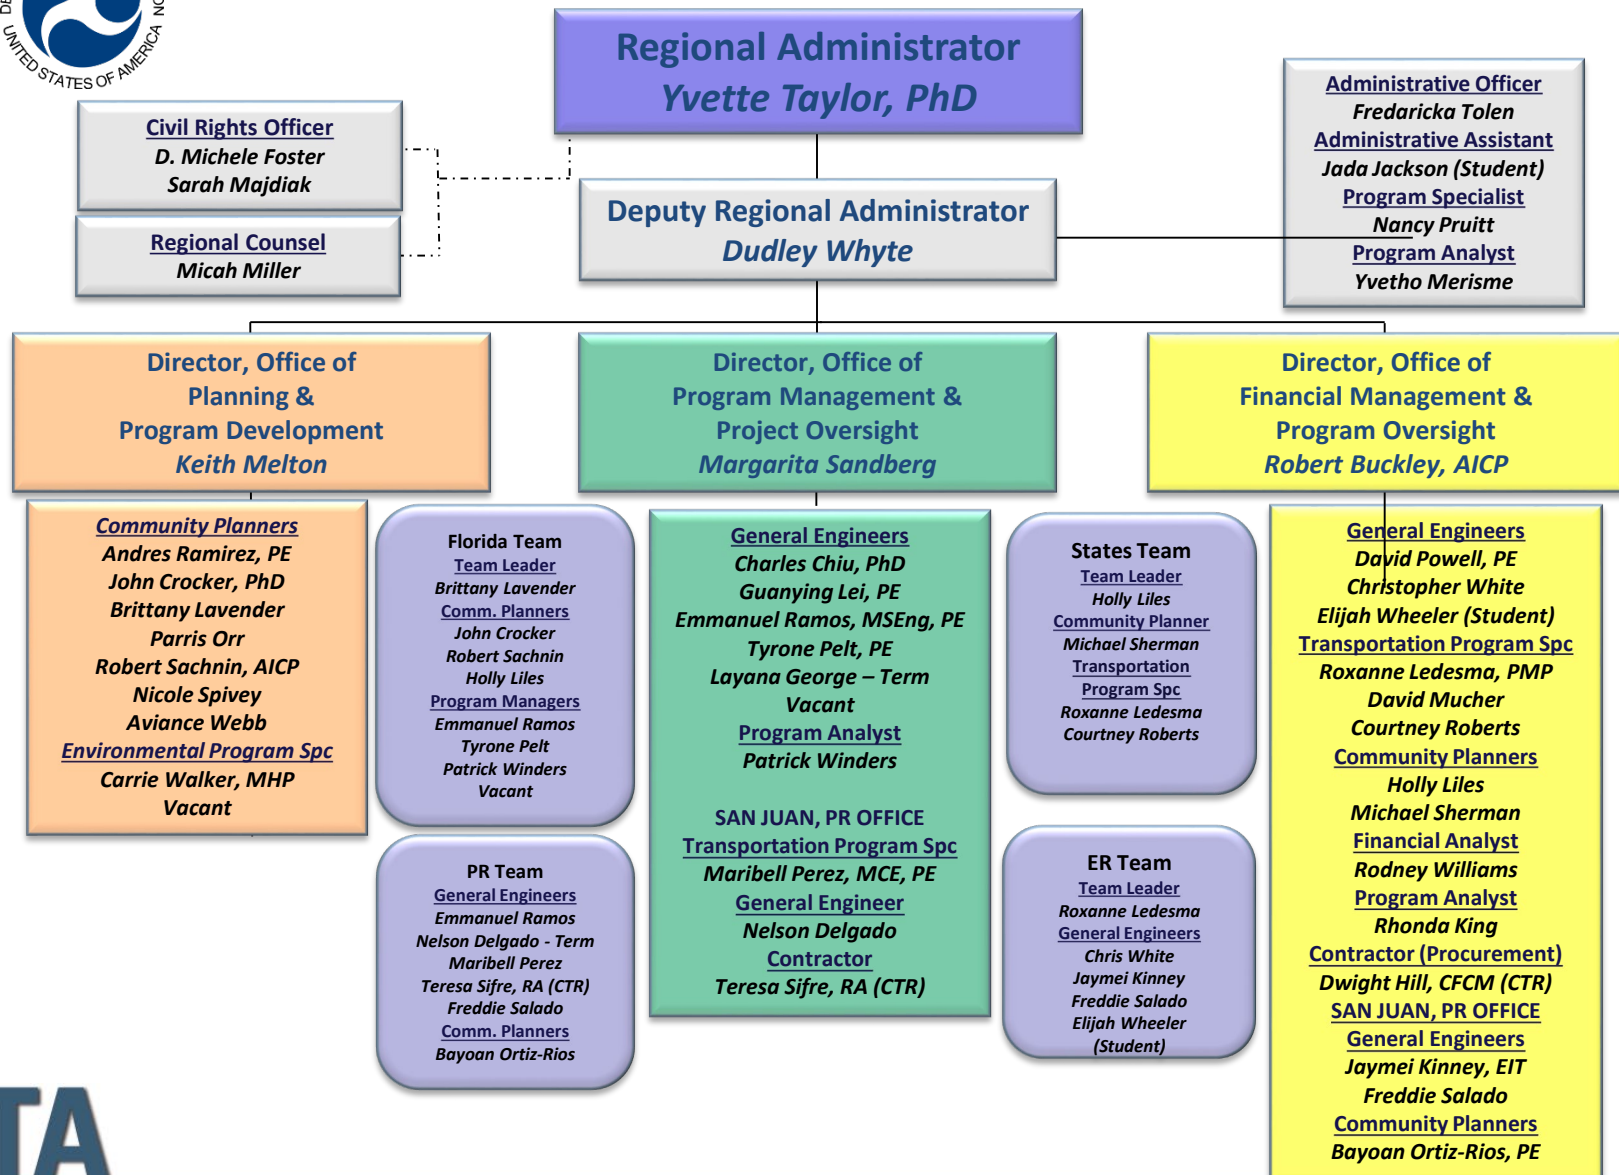 DE
UNITED STATES OF AMERICA
NO
Regional Administrator
Yvette Taylor, PhD
Civil Rights Officer
D. Michele Foster
Sarah Majdiak
Regional Counsel
Micah Miller
Deputy Regional Administrator
Dudley Whyte
Administrative Officer
Fredaricka Tolen
Administrative Assistant
Jada Jackson (Student)
Program Specialist
Nancy Pruitt
Program Analyst
Yvetho Merisme
Director, Office of
Planning &
Program Development
Keith Melton
Director, Office of
Program Management &
Project Oversight
Margarita Sandberg
Director, Office of
Financial Management &
Program Oversight
Robert Buckley, AICP
Community Planners
Andres Ramirez, PE
John Crocker, PhD
Brittany Lavender
Parris Orr
Robert Sachnin, AICP
Nicole Spivey
Aviance Webb
Environmental Program Spc
Carrie Walker, MHP
Vacant
Florida Team
Team Leader
Brittany Lavender
Comm. Planners
John Crocker
Robert Sachnin
Holly Liles
Program Managers
Emmanuel Ramos
Tyrone Pelt
Patrick Winders
Vacant
PR Team
General Engineers
Emmanuel Ramos
Nelson Delgado - Term
Maribell Perez
Teresa Sifre, RA (CTR)
Freddie Salado
Comm. Planners
Bayoan Ortiz-Rios
General Engineers
Charles Chiu, PhD
Guanying Lei, PE
Emmanuel Ramos, MSEng, PE
Tyrone Pelt, PE
Layana George – Term
Vacant
Program Analyst
Patrick Winders
SAN JUAN, PR OFFICE
Transportation Program Spc
Maribell Perez, MCE, PE
General Engineer
Nelson Delgado
Contractor
Teresa Sifre, RA (CTR)
States Team
Team Leader
Holly Liles
Community Planner
Michael Sherman
Transportation
Program Spc
Roxanne Ledesma
Courtney Roberts
ER Team
Team Leader
Roxanne Ledesma
General Engineers
Chris White
Jaymei Kinney
Freddie Salado
Elijah Wheeler
(Student)
General Engineers
David Powell, PE
Christopher White
Elijah Wheeler (Student)
Transportation Program Spc
Roxanne Ledesma, PMP
David Mucher
Courtney Roberts
Community Planners
Holly Liles
Michael Sherman
Financial Analyst
Rodney Williams
Program Analyst
Rhonda King
Contractor (Procurement)
Dwight Hill, CFCM (CTR)
SAN JUAN, PR OFFICE
General Engineers
Jaymei Kinney, EIT
Freddie Salado
Community Planners
Bayoan Ortiz-Rios, PE
TA